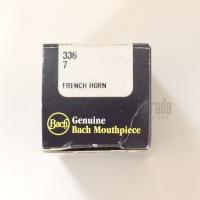 336
7
FRENCH HORN
Bach
Genuine
Bach Mouthpiece